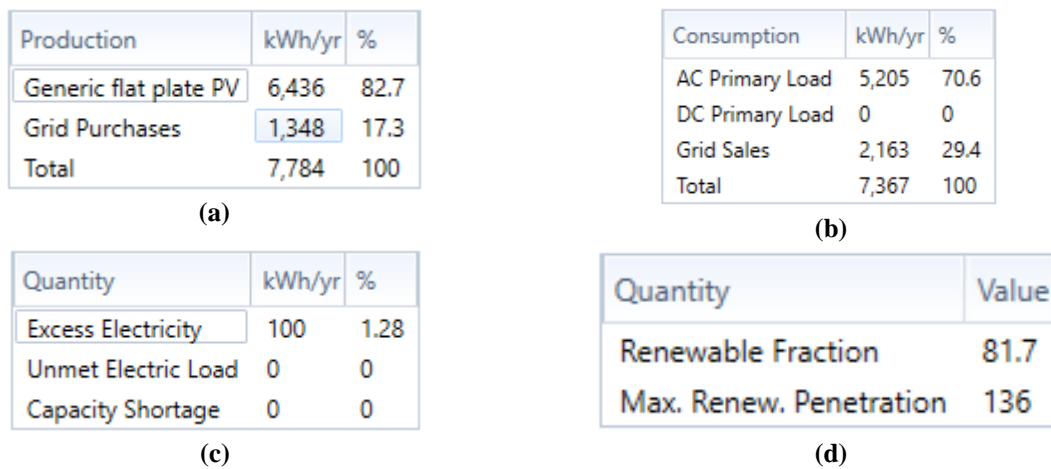 Production kWh/yr %
Generic flat plate PV 6,436 82.7
Grid Purchases 1,348 17.3
Total 7,784 100
(a)
Consumption kWh/yr %
AC Primary Load 5,205 70.6
DC Primary Load 0 0
Grid Sales 2,163 29.4
Total 7,367 100
(b)
Quantity kWh/yr %
Excess Electricity 100 1.28
Unmet Electric Load 0 0
Capacity Shortage 0 0
(c)
Quantity Value
Renewable Fraction 81.7
Max. Renew. Penetration 136
(d)